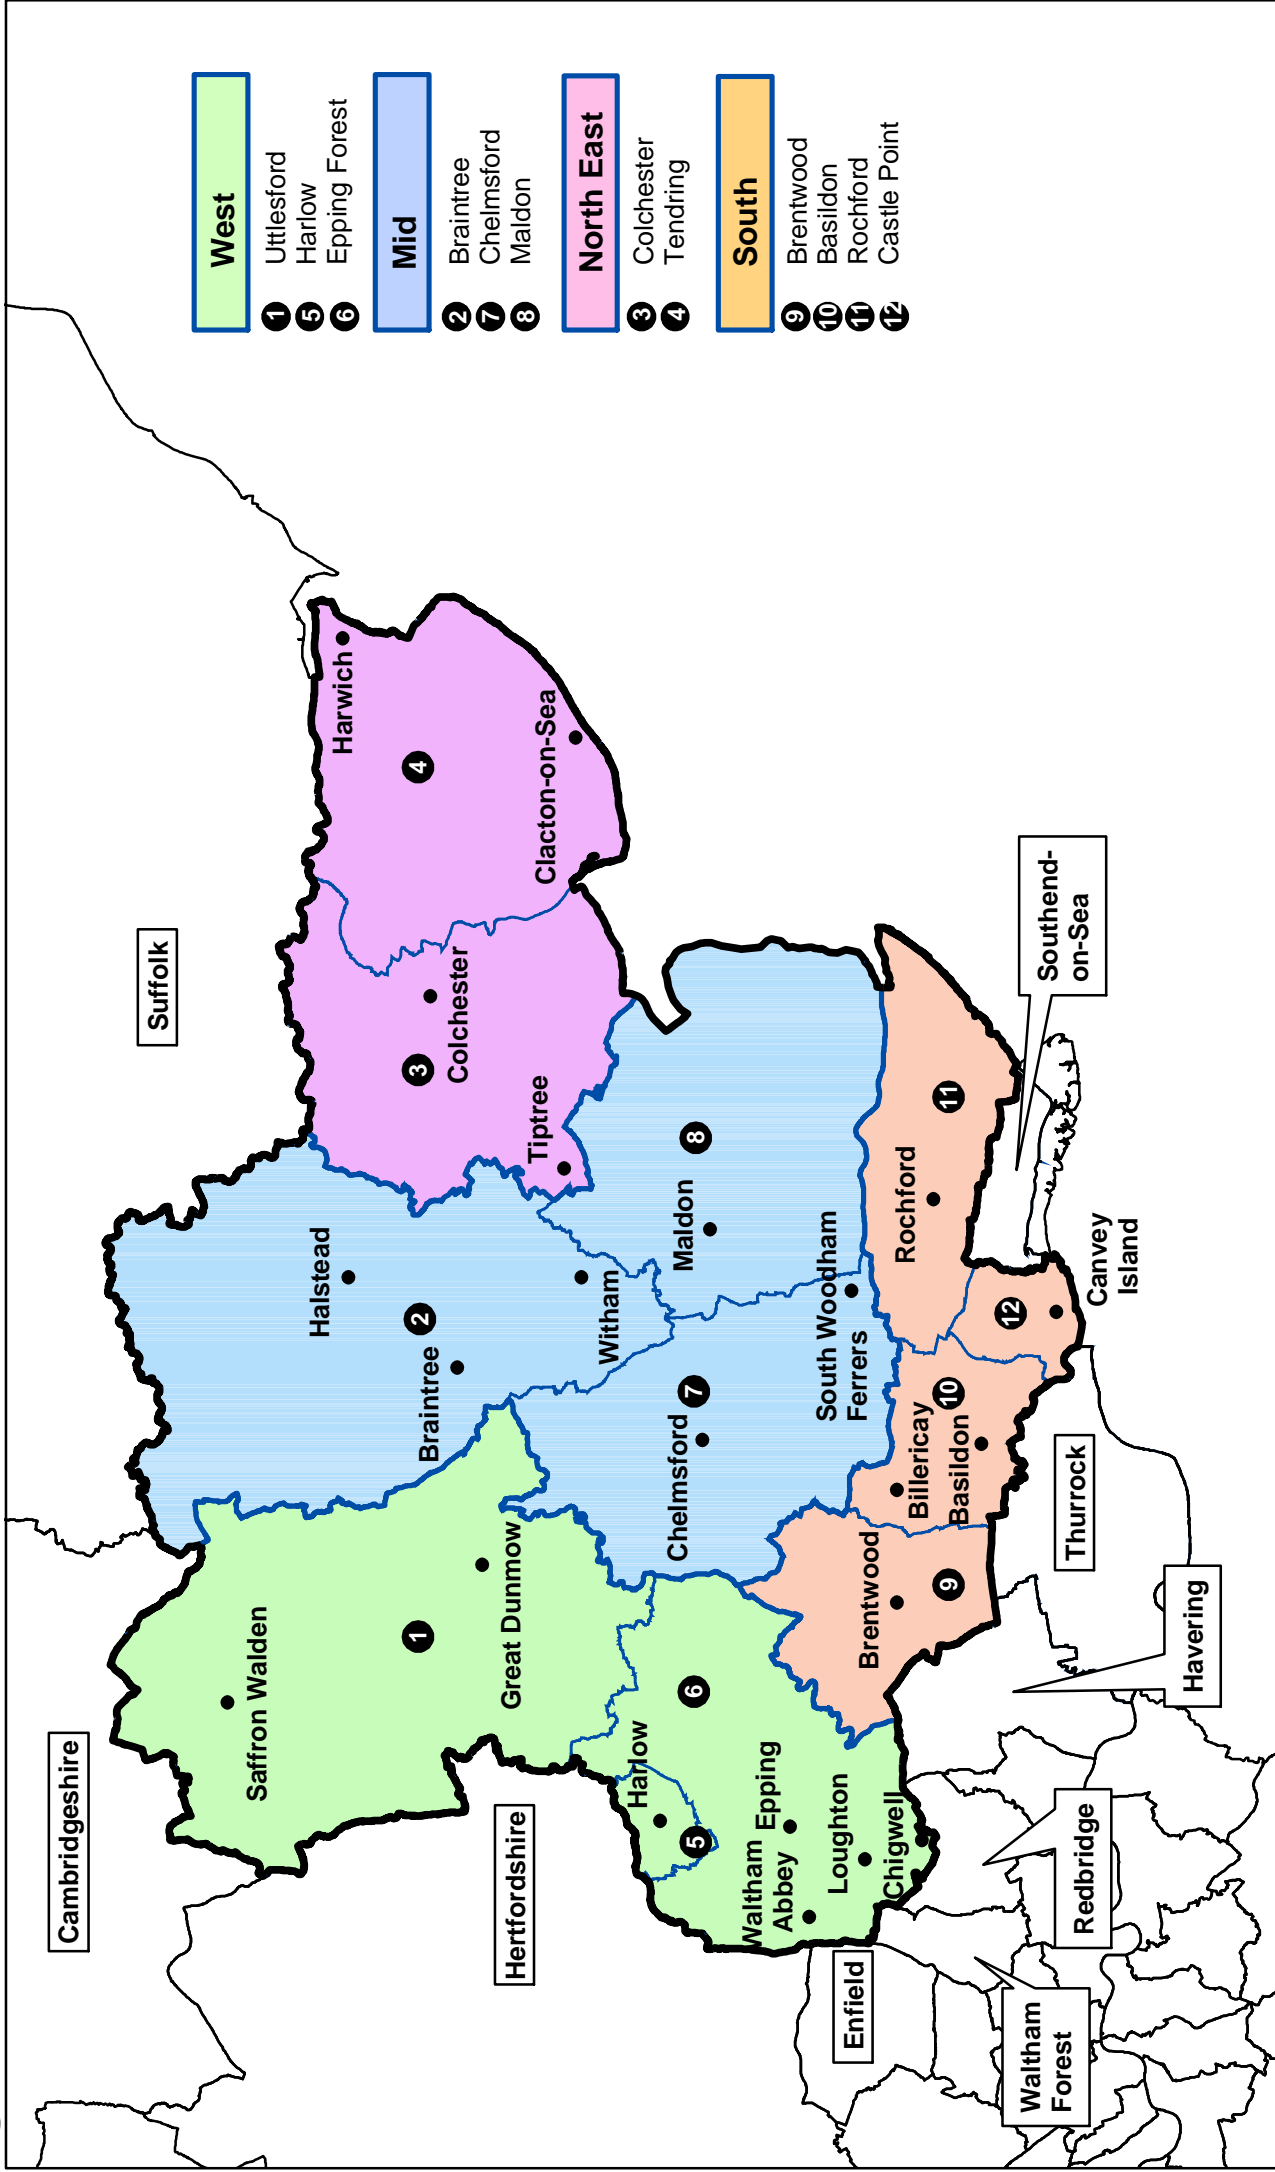 Cambridgeshire
Suffolk
Hertfordshire
Saffron Walden
1
Great Dunmow
Halstead
2
Braintree
Witham
3
Colchester
Tiptree
Harwich
4
Clacton-on-Sea
Harlow
5
6
Epping
Waltham
Abbey
Loughton
Chigwell
Chelmsford
7
South Woodham
Ferrers
Maldon
8
Brentwood
9
Billericay
Basildon
10
Rochford
11
12
Canvey
Island
Enfield
Waltham
Forest
Redbridge
Havering
Thurrock
Southend-
on-Sea
West
1 Uttlesford
5 Harlow
6 Epping Forest
Mid
2 Braintree
7 Chelmsford
8 Maldon
North East
3 Colchester
4 Tendring
South
9 Brentwood
10 Basildon
11 Rochford
12 Castle Point